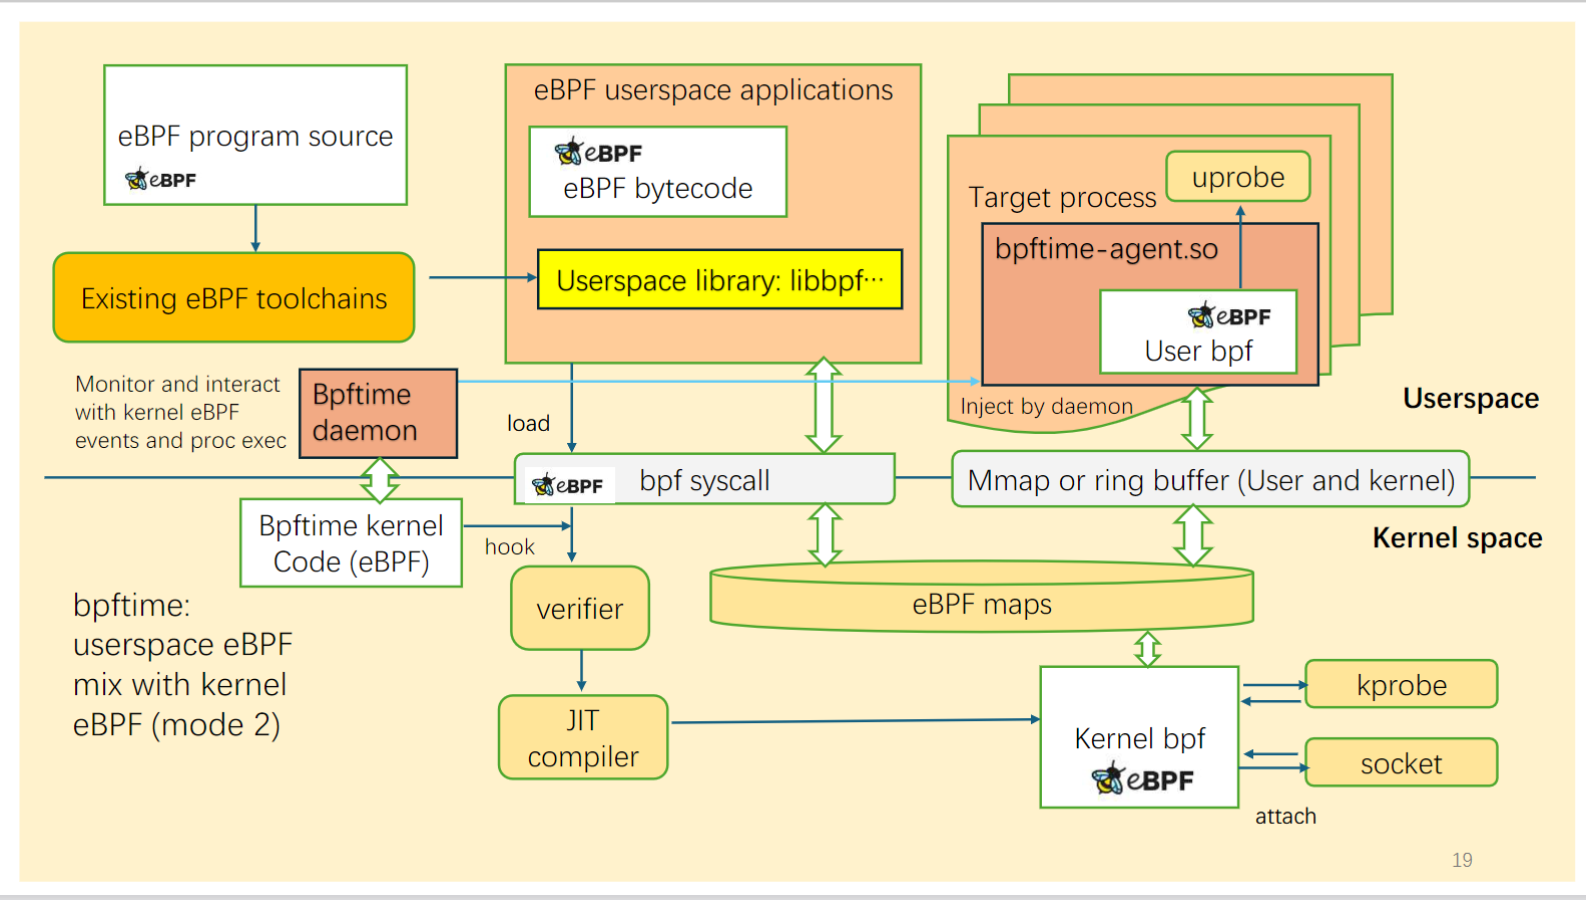 eBPF program source
eBPF
Existing eBPF toolchains
eBPF userspace applications
eBPF
eBPF bytecode
Userspace library: libbpf···
uprobe
Target process
bpftime-agent.so
eBPF
User bpf
Inject by daemon
Userspace
Monitor and interact
with kernel eBPF
events and proc exec
Bpftime
daemon
load
eBPF
bpf syscall
Mmap or ring buffer (User and kernel)
Kernel space
Bpftime kernel
Code (eBPF)
hook
verifier
eBPF maps
bpftime:
userspace eBPF
mix with kernel
eBPF (mode 2)
JIT
compiler
Kernel bpf
eBPF
kprobe
socket
attach
19